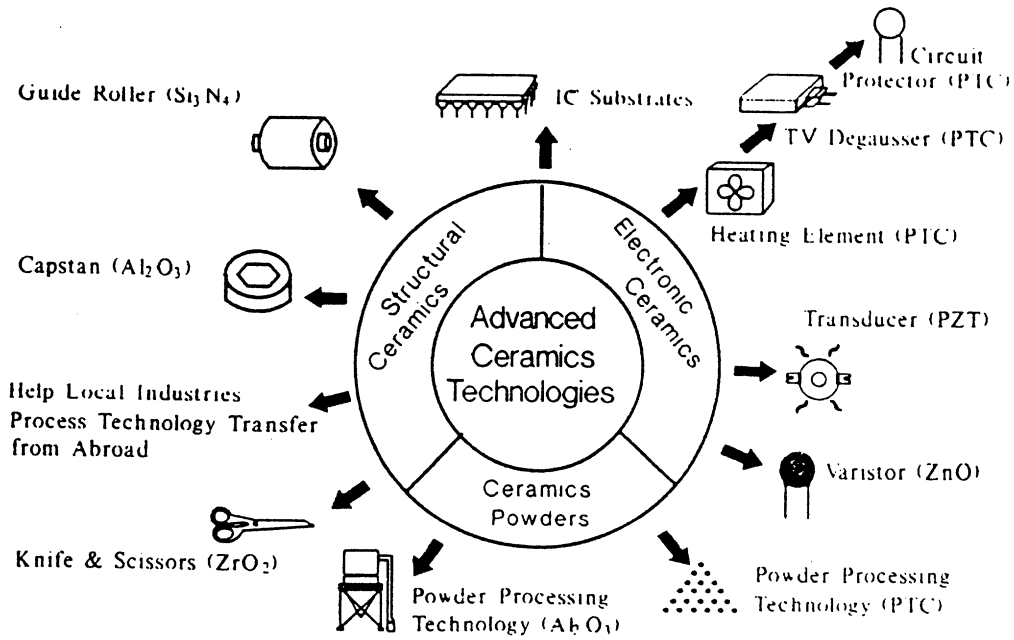 Circuit
Protector (PTC)
Guide Roller (Si₃N₄)
IC Substrates
TV Degausser (PTC)
Heating Element (PTC)
Structural
Ceramics
Electronic
Ceramics
Capstan (Al₂O₃)
Advanced
Ceramics
Technologies
Transducer (PZT)
Help Local Industries
Process Technology Transfer
from Abroad
Varistor (ZnO)
Ceramics
Powders
Knife & Scissors (ZrO₂)
Powder Processing
Technology (Al₂O₃)
Powder Processing
Technology (PTC)